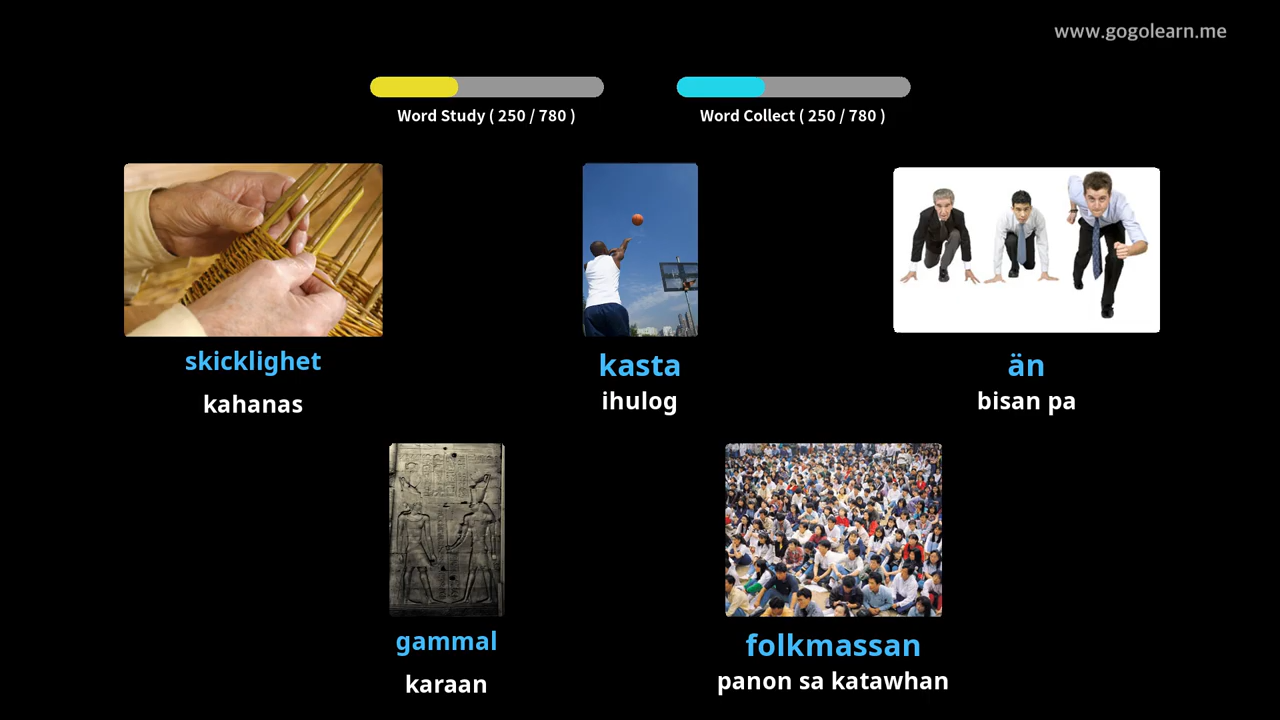 www.gogolearn.me
Word Study ( 250 / 780 )
Word Collect ( 250 / 780 )
skicklighet
kahanas
kasta
ihulog
än
bisan pa
gammal
karaan
folkmassan
panon sa katawhan